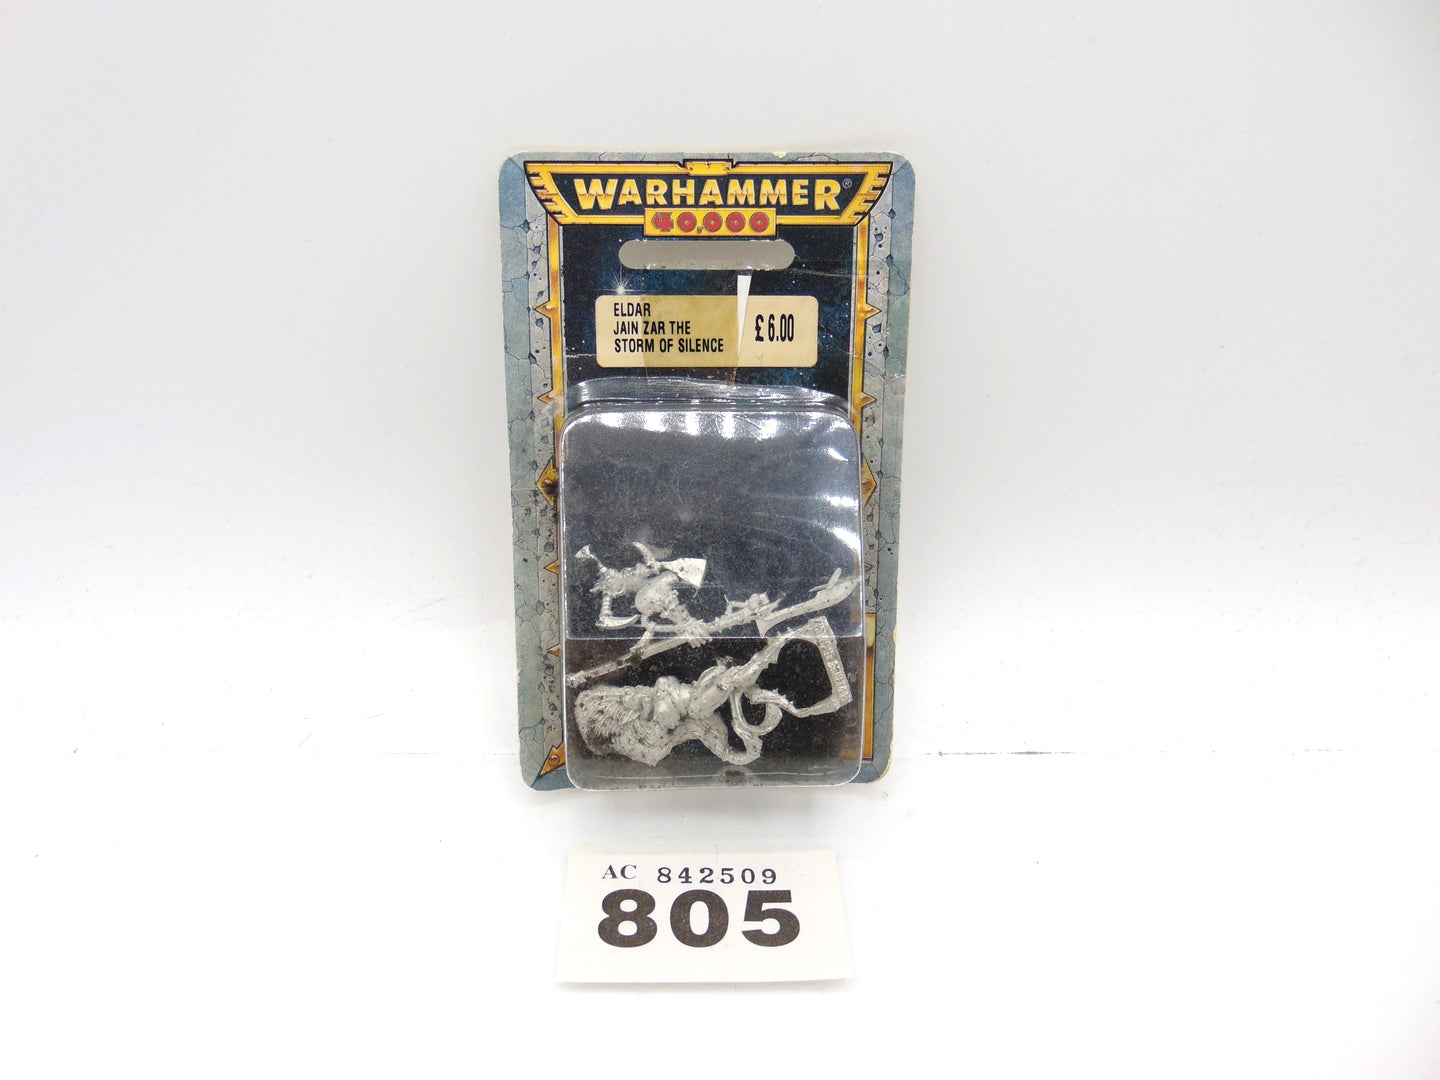 WARHAMMER®
40,000
ELDAR
JAIN ZAR THE
STORM OF SILENCE
£6.00
AC 842509
805